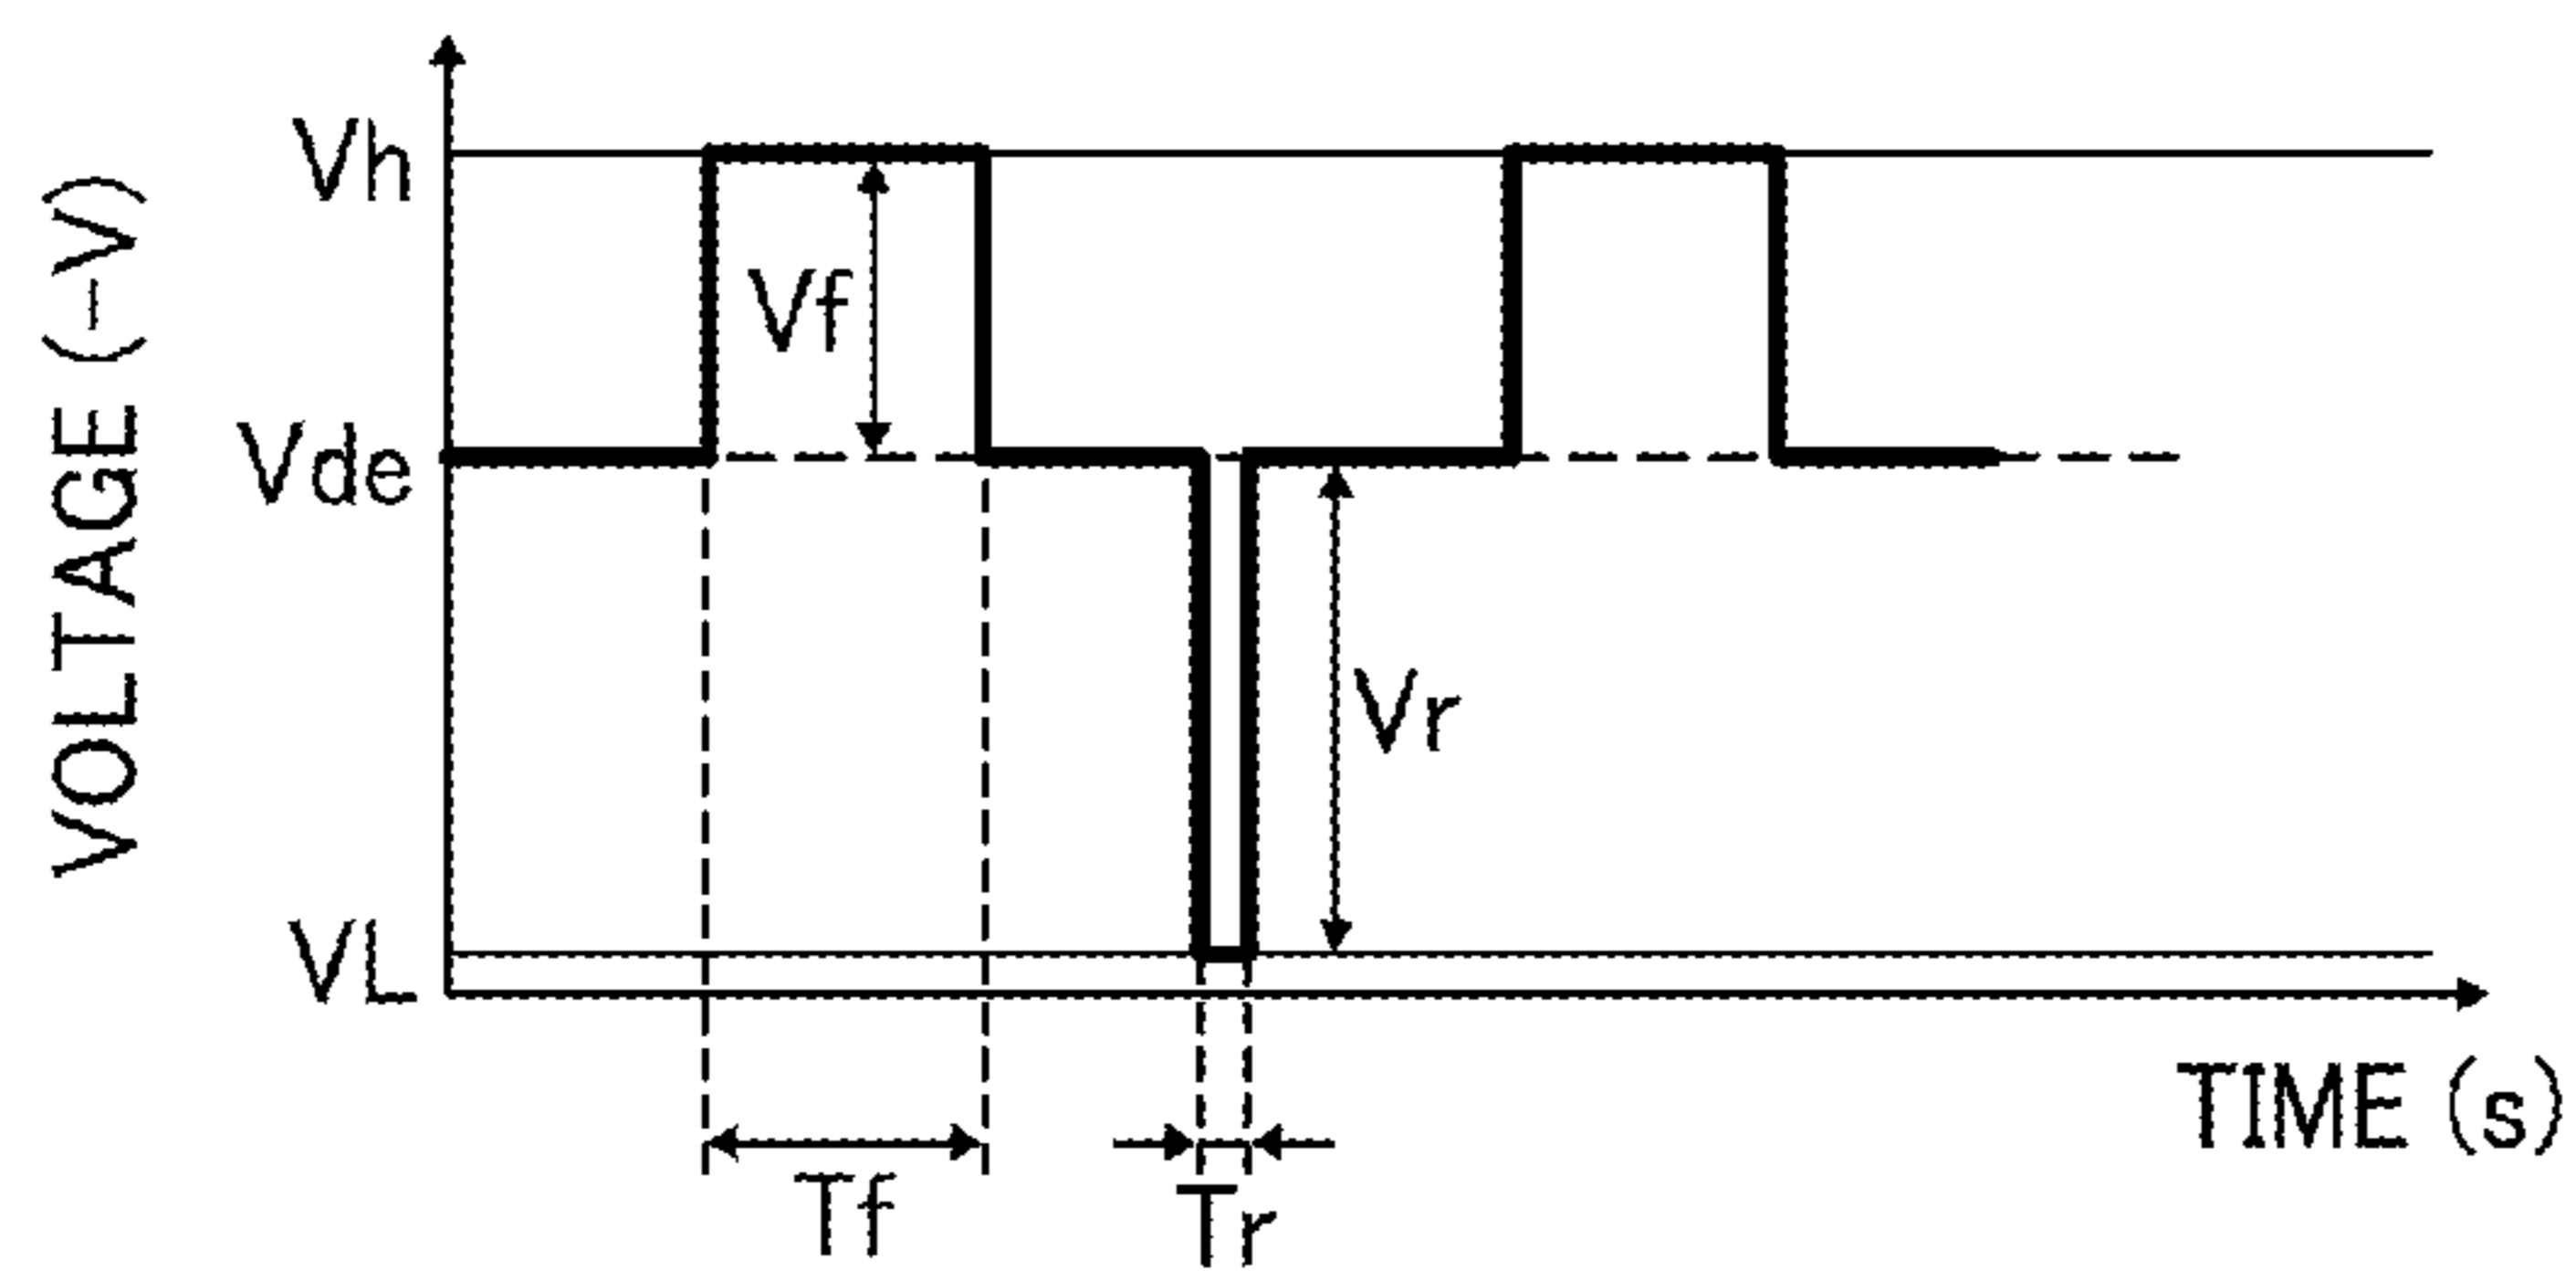 VOLTAGE (-V)
Vh
Vf
Vde
Vr
VL
TIME (s)
Tf
Tr